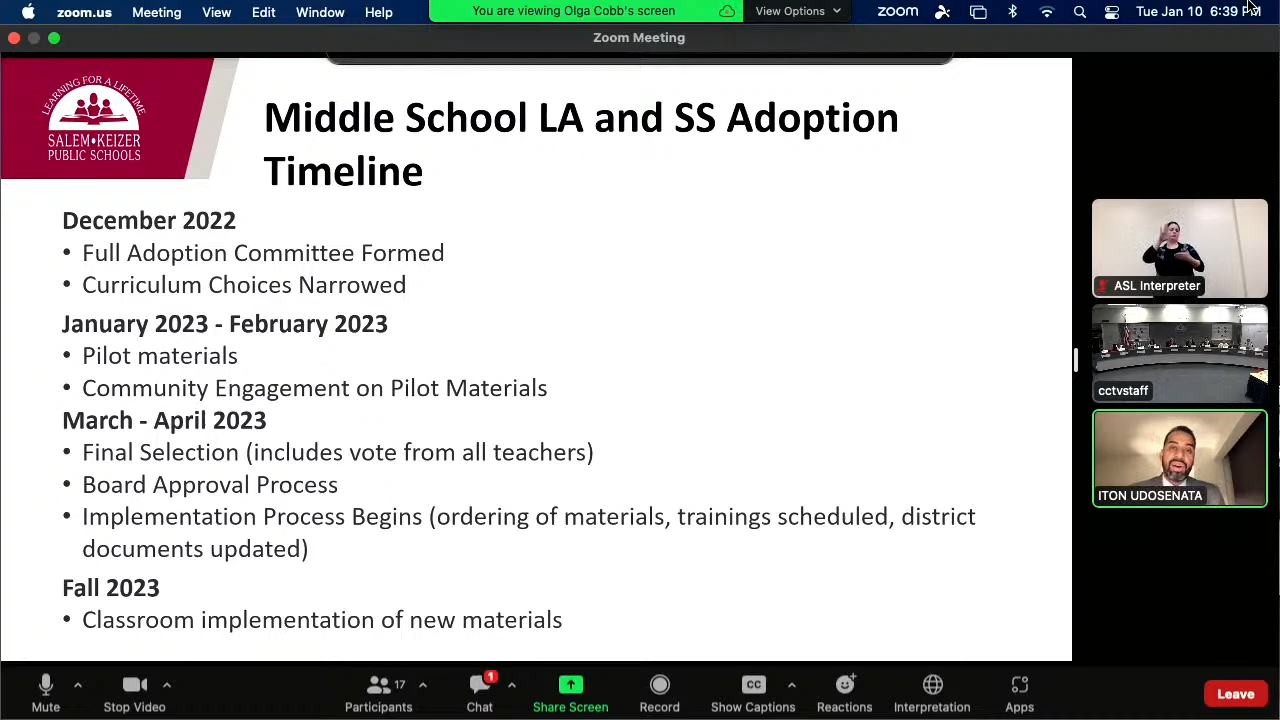 zoom.us Meeting View Edit Window Help
You are viewing Olga Cobb's screen
View Options
zoom
Tue Jan 10 6:39 PM
Zoom Meeting
LEARNING FOR A LIFETIME
SALEM•KEIZER
PUBLIC SCHOOLS
Middle School LA and SS Adoption
Timeline
December 2022
• Full Adoption Committee Formed
• Curriculum Choices Narrowed
January 2023 - February 2023
• Pilot materials
• Community Engagement on Pilot Materials
March - April 2023
• Final Selection (includes vote from all teachers)
• Board Approval Process
• Implementation Process Begins (ordering of materials, trainings scheduled, district
documents updated)
Fall 2023
• Classroom implementation of new materials
ASL Interpreter
cctvstaff
ITON UDOSENATA
17
1
CC
Mute
Stop Video
Participants
Chat
Share Screen
Record
Show Captions
Reactions
Interpretation
Apps
Leave